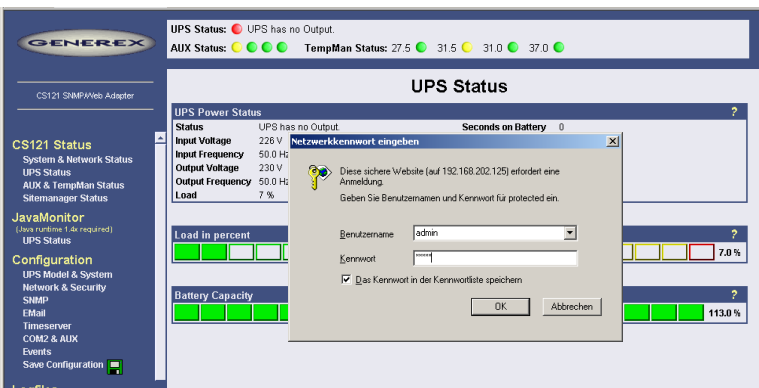 GENEREX
UPS Status: UPS has no Output.
AUX Status: TempMan Status: 27.5 31.5 31.0 37.0
CS121 SNMP/Web Adapter
UPS Status
UPS Power Status ?
Status UPS has no Output. Seconds on Battery 0
Input Voltage 226 V
Input Frequency 50.0 Hz
Output Voltage 230 V
Output Frequency 50.0 Hz
Load 7 %
CS121 Status
System & Network Status
UPS Status
AUX & TempMan Status
Sitemanager Status
JavaMonitor
(Java runtime 1.4x required)
UPS Status
Configuration
UPS Model & System
Network & Security
SNMP
EMail
Timeserver
COM2 & AUX
Events
Save Configuration
Netzwerkkennwort eingeben
Diese sichere Website (auf 192.168.202.125) erfordert eine
Anmeldung.
Geben Sie Benutzernamen und Kennwort für protected ein.
Benutzername admin
Kennwort
Das Kennwort in der Kennwortliste speichern
OK Abbrechen
Load in percent ?
7.0 %
Battery Capacity ?
113.0 %